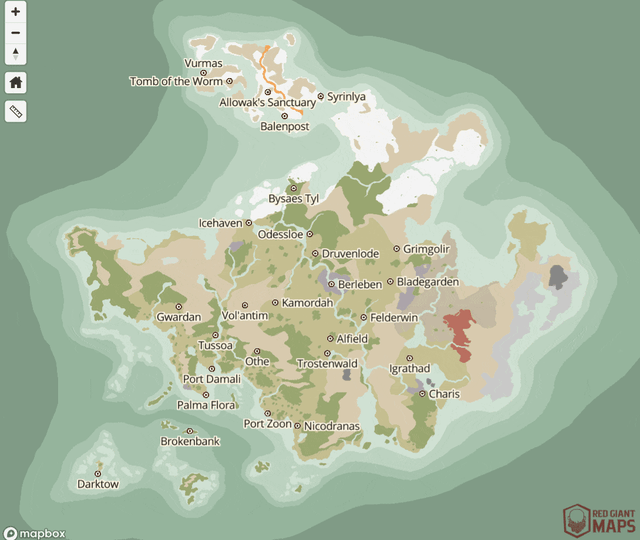 +
−
Vurmas
Tomb of the Worm
Allowak's Sanctuary
Syrinlya
Balenpost
Bysaes Tyl
Icehaven
Odessloe
Druvenlode
Grimgolir
Berleben
Bladegarden
Gwardan
Vol'antim
Kamordah
Felderwin
Tussoa
Alfield
Othe
Trostenwald
Igrathad
Port Damali
Palma Flora
Charis
Port Zoon
Nicodranas
Brokenbank
Darktow
mapbox
RED GIANT
MAPS